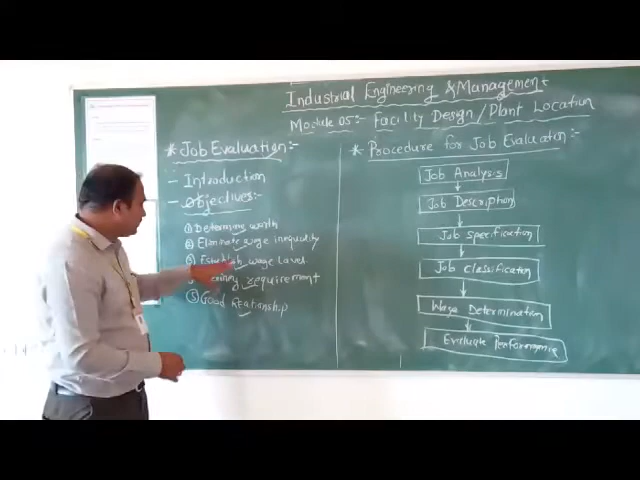 Industrial Engineering & Management
Module 05:- Facility Design/Plant Location
* Job Evaluation:-
- Introduction
- Objectives:-
① Determine worth
② Eliminate wage inequality
③ Establish wage Level.
requirement
⑤ Good Reationship
* Procedure for Job Evaluation:-
Job Analysis
Job Description
Job specification
Job classification
Wage Determination
Evaluate Performance